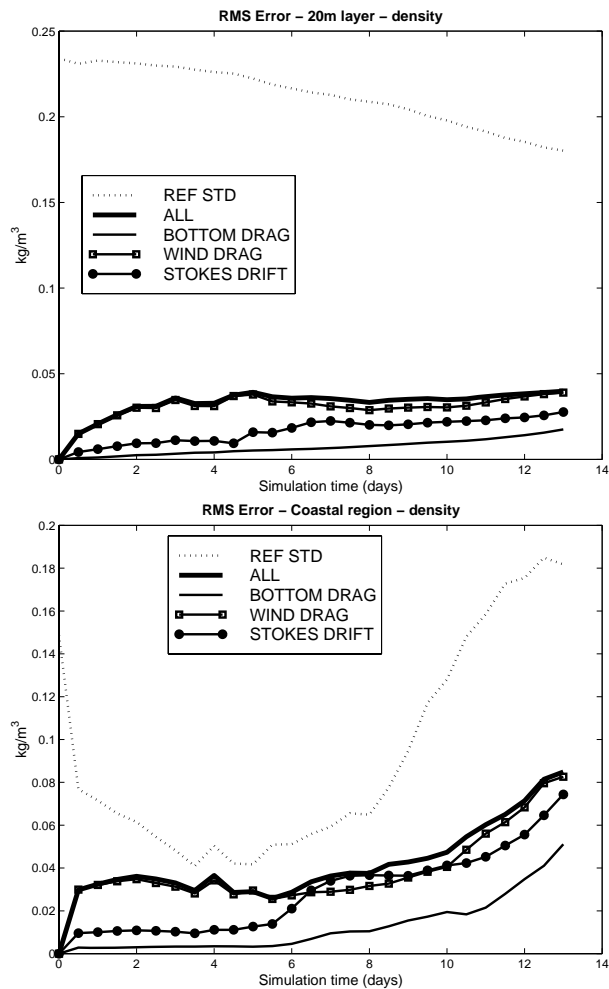 RMS Error – 20m layer – density
0.25
0.2
0.15
0.1
0.05
0
kg/m³
REF STD
ALL
BOTTOM DRAG
WIND DRAG
STOKES DRIFT
0 2 4 6 8 10 12 14
Simulation time (days)
RMS Error – Coastal region – density
0.2
0.18
0.16
0.14
0.12
0.1
0.08
0.06
0.04
0.02
0
kg/m³
REF STD
ALL
BOTTOM DRAG
WIND DRAG
STOKES DRIFT
0 2 4 6 8 10 12 14
Simulation time (days)